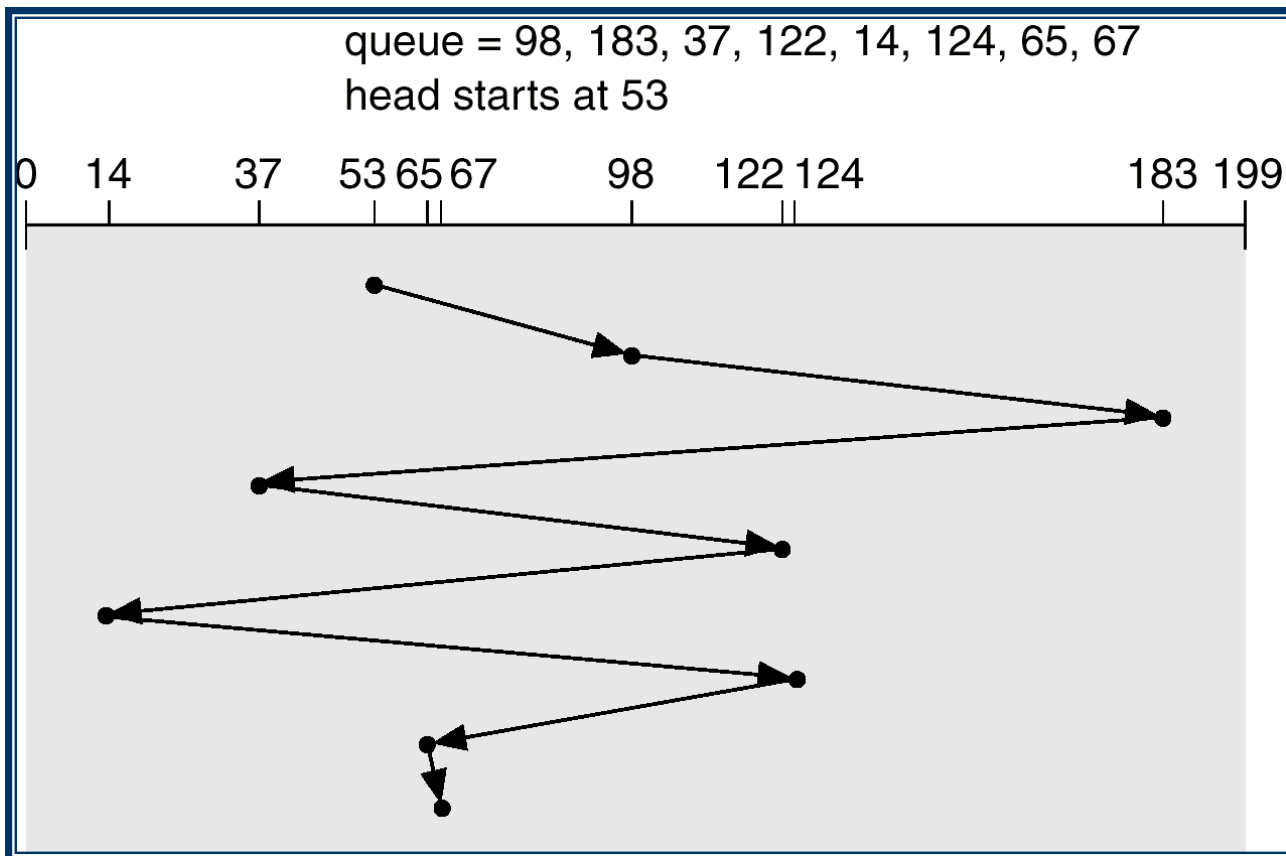 queue = 98, 183, 37, 122, 14, 124, 65, 67
head starts at 53
0 14 37 53 65 67 98 122 124 183 199